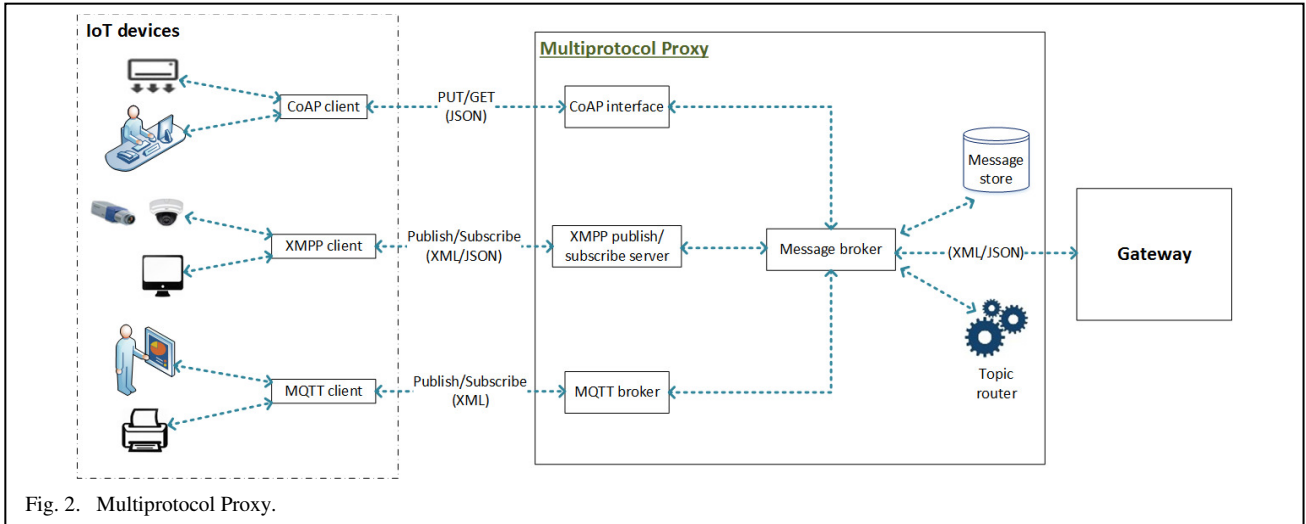 IoT devices
Multiprotocol Proxy
CoAP client
PUT/GET
(JSON)
CoAP interface
Message
store
XMPP client
Publish/Subscribe
(XML/JSON)
XMPP publish/
subscribe server
Message broker
(XML/JSON)
Gateway
MQTT client
Publish/Subscribe
(XML)
MQTT broker
Topic
router
Fig. 2. Multiprotocol Proxy.